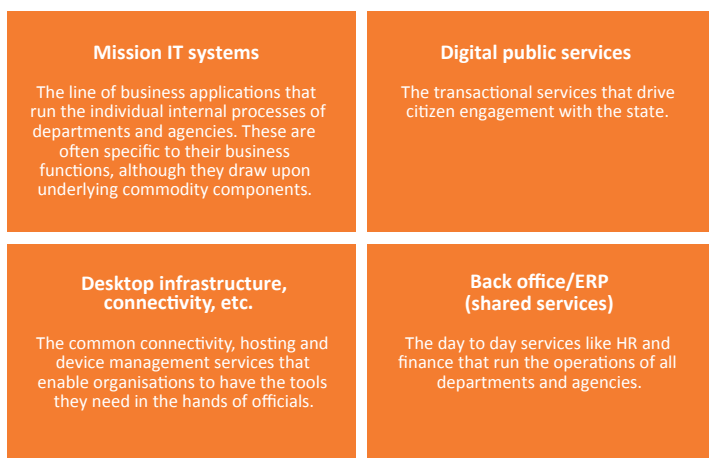 Mission IT systems
The line of business applications that
run the individual internal processes of
departments and agencies. These are
often specific to their business
functions, although they draw upon
underlying commodity components.
Digital public services
The transactional services that drive
citizen engagement with the state.
Desktop infrastructure,
connectivity, etc.
The common connectivity, hosting and
device management services that
enable organisations to have the tools
they need in the hands of officials.
Back office/ERP
(shared services)
The day to day services like HR and
finance that run the operations of all
departments and agencies.